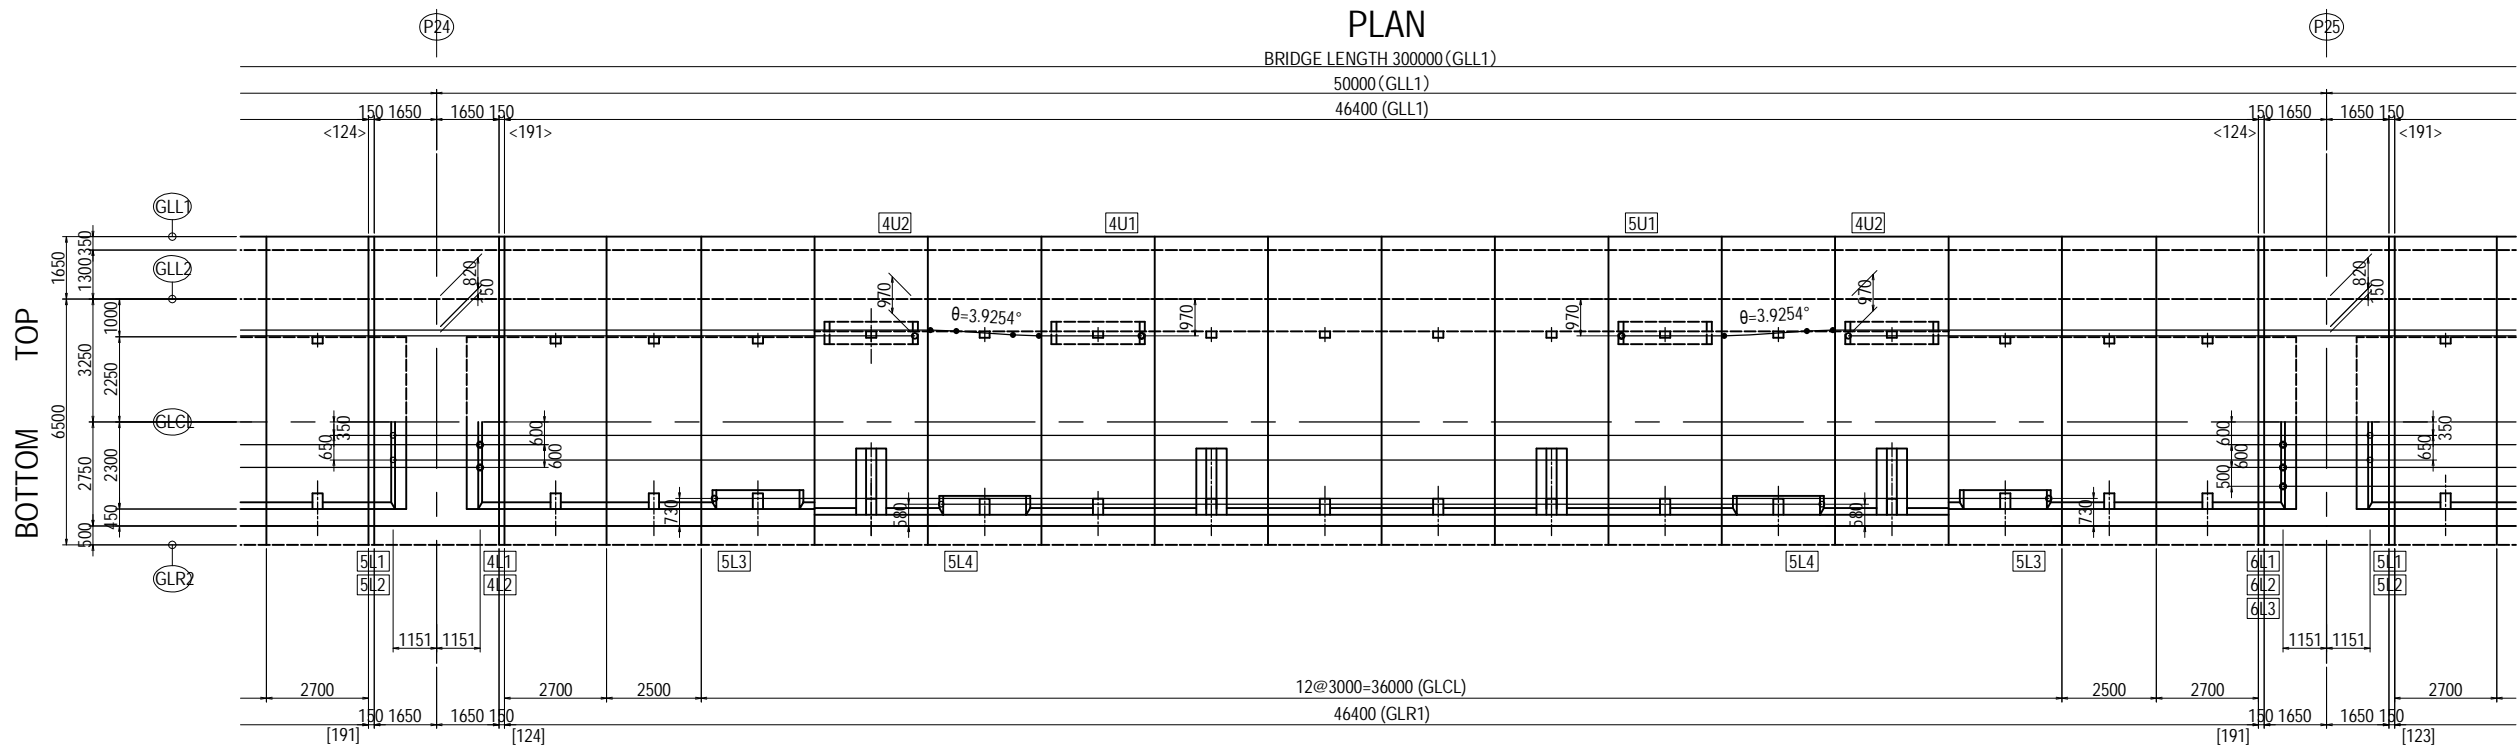 PLAN
P24
P25
BRIDGE LENGTH 300000(GLL1)
50000(GLL1)
150 1650
1650 150
46400 (GLL1)
150 1650
1650 150
<124>
<191>
<124>
<191>
GLL1
4U2
4U1
5U1
4U2
350
1650
1300
GLL2
820
150
970
θ=3.9254°
970
970
θ=3.9254°
970
820
150
TOP
1000
3250
2250
6500
GLCL
BOTTOM
350
650
600
600
600
600
500
350
650
2750
2300
450
500
730
580
580
730
GLR2
5L1
5L2
4L1
4L2
5L3
5L4
5L4
5L3
6L1
6L2
6L3
5L1
5L2
1151 1151
1151 1151
2700
2700
2500
12@3000=36000 (GLCL)
2500
2700
2700
150 1650
1650 150
46400 (GLR1)
150 1650
1650 150
[191]
[124]
[191]
[123]